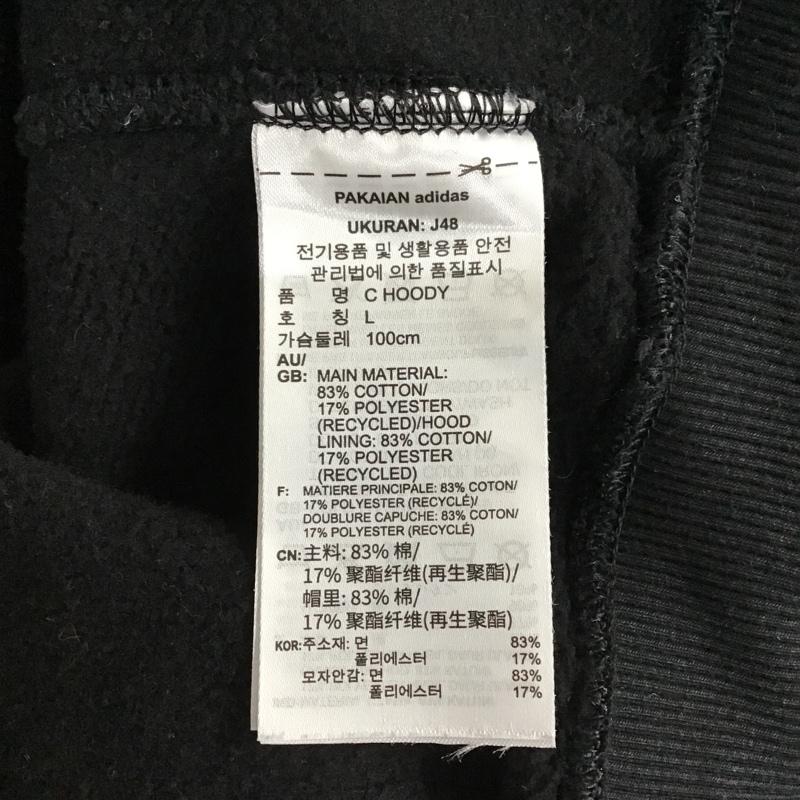 PAKAIAN adidas
UKURAN: J48
전기용품 및 생활용품 안전
관리법에 의한 품질표시
품 명 C HOODY
호 칭 L
가슴둘레 100cm
AU/
GB: MAIN MATERIAL:
83% COTTON/
17% POLYESTER
(RECYCLED)/HOOD
LINING: 83% COTTON/
17% POLYESTER
(RECYCLED)
F: MATIERE PRINCIPALE: 83% COTON/
17% POLYESTER (RECYCLÉ)/
DOUBLURE CAPUCHE: 83% COTON/
17% POLYESTER (RECYCLÉ)
CN: 主料: 83% 棉/
17% 聚酯纤维(再生聚酯)/
帽里: 83% 棉/
17% 聚酯纤维(再生聚酯)
KOR: 주소재: 면 83%
폴리에스터 17%
모자안감: 면 83%
폴리에스터 17%